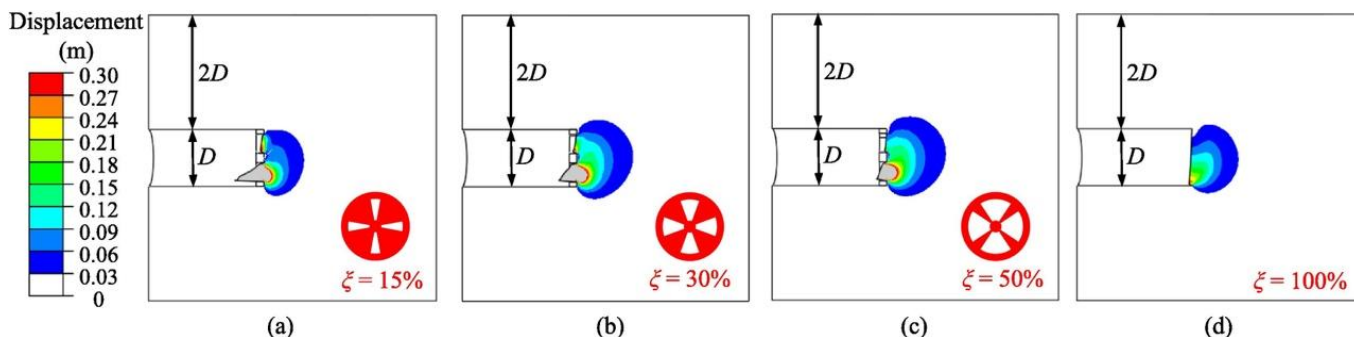 Displacement
(m)
0.30
0.27
0.24
0.21
0.18
0.15
0.12
0.09
0.06
0.03
0
2D
D
ξ = 15%
(a)
2D
D
ξ = 30%
(b)
2D
D
ξ = 50%
(c)
2D
D
ξ = 100%
(d)